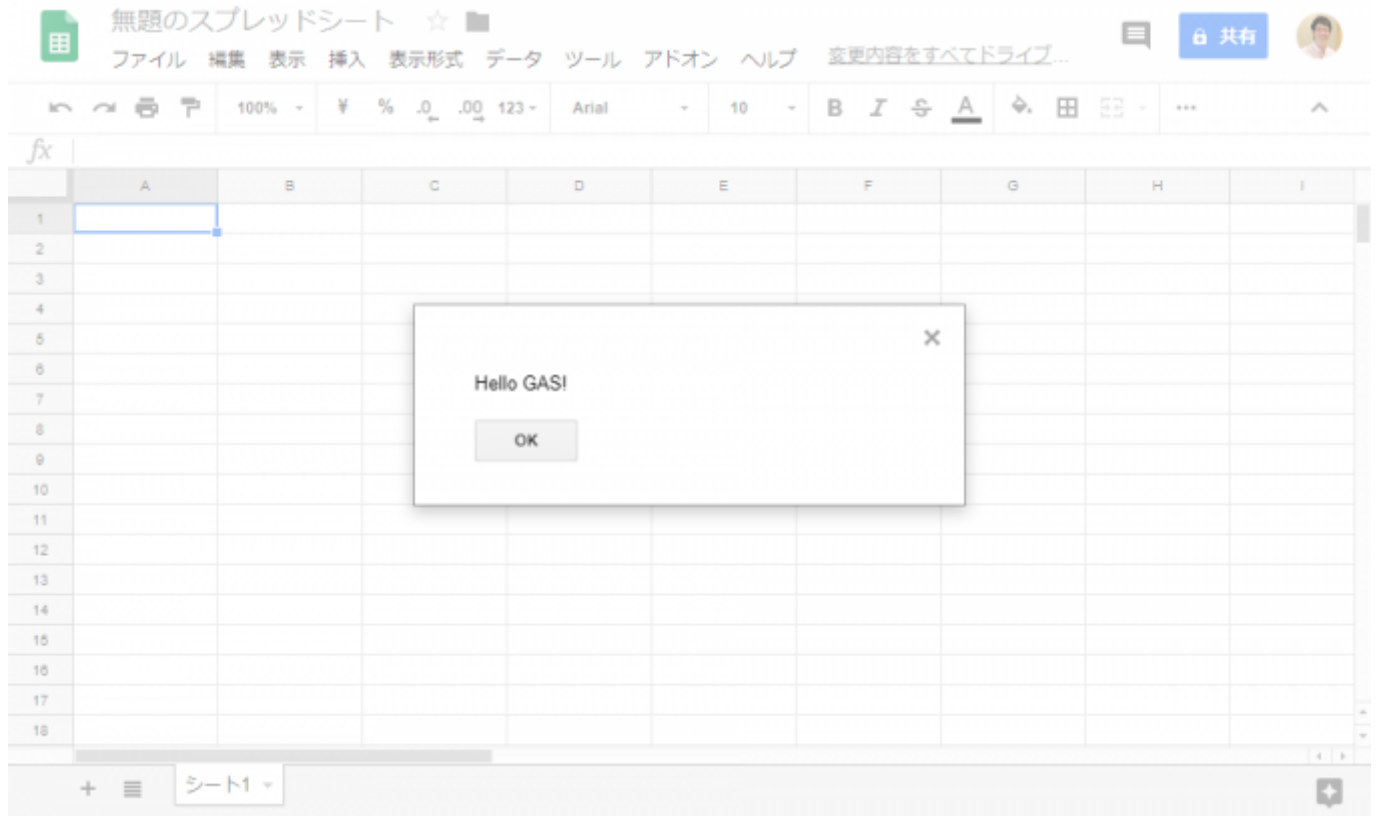 無題のスプレッドシート
ファイル 編集 表示 挿入 表示形式 データ ツール アドオン ヘルプ 変更内容をすべてドライブ...
共有
100% ¥ % .0 .00 123 Arial 10 B I S A
fx
A B C D E F G H I
1
2
3
4
5
6
7
8
9
10
11
12
13
14
15
16
17
18
Hello GAS!
OK
シート1